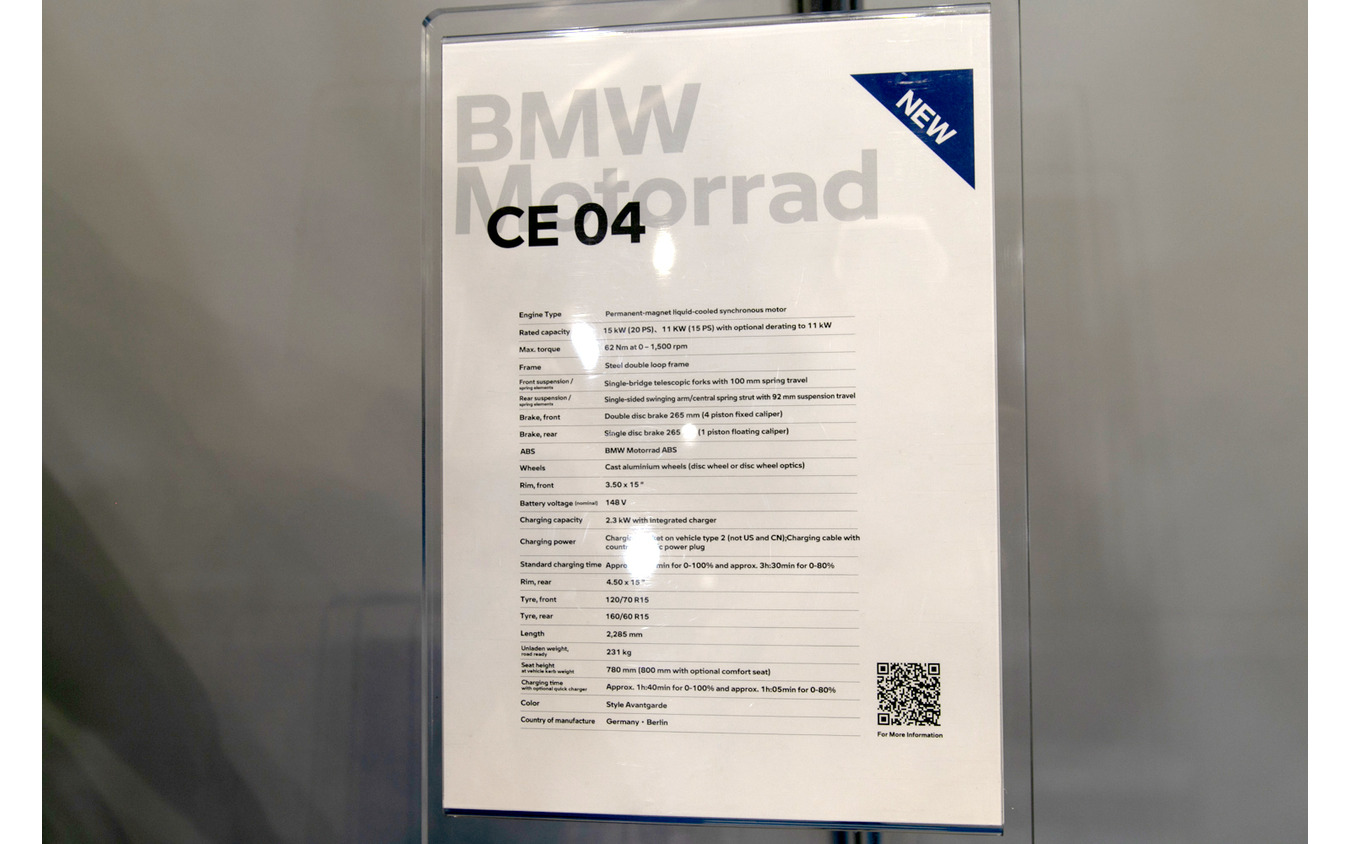 BMW
Motorrad
NEW
CE 04
Engine Type Permanent-magnet liquid-cooled synchronous motor
Rated capacity 15 kW (20 PS)、11 KW (15 PS) with optional derating to 11 kW
Max. torque 62 Nm at 0 – 1,500 rpm
Frame Steel double loop frame
Front suspension / Single-bridge telescopic forks with 100 mm spring travel
spring elements
Rear suspension / Single-sided swinging arm/central spring strut with 92 mm suspension travel
spring elements
Brake, front Double disc brake 265 mm (4 piston fixed caliper)
Brake, rear Single disc brake 265 (1 piston floating caliper)
ABS BMW Motorrad ABS
Wheels Cast aluminium wheels (disc wheel or disc wheel optics)
Rim, front 3.50 x 15"
Battery voltage (nominal) 148 V
Charging capacity 2.3 kW with integrated charger
Charging power on vehicle type 2 (not US and CN);Charging cable with
power plug
Standard charging time for 0-100% and approx. 3h:30min for 0-80%
Rim, rear 4.50 x 15"
Tyre, front 120/70 R15
Tyre, rear 160/60 R15
Length 2,285 mm
Unladen weight, 231 kg
road ready
Seat height 780 mm (800 mm with optional comfort seat)
at vehicle kerb weight
Charging time Approx. 1h:40min for 0-100% and approx. 1h:05min for 0-80%
with optional quick charger
Color Style Avantgarde
Country of manufacture Germany・Berlin
For More Information